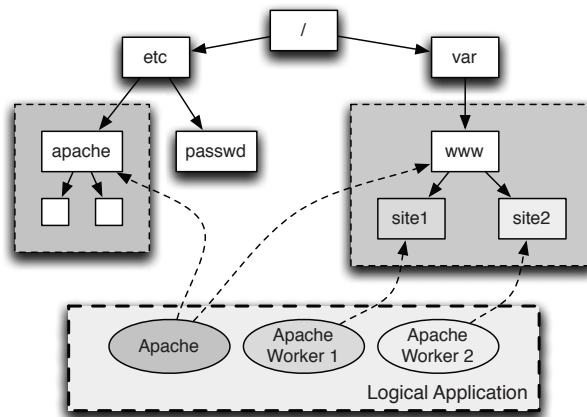 /
etc
var
apache
passwd
www
site1
site2
Apache
Apache
Worker 1
Apache
Worker 2
Logical Application